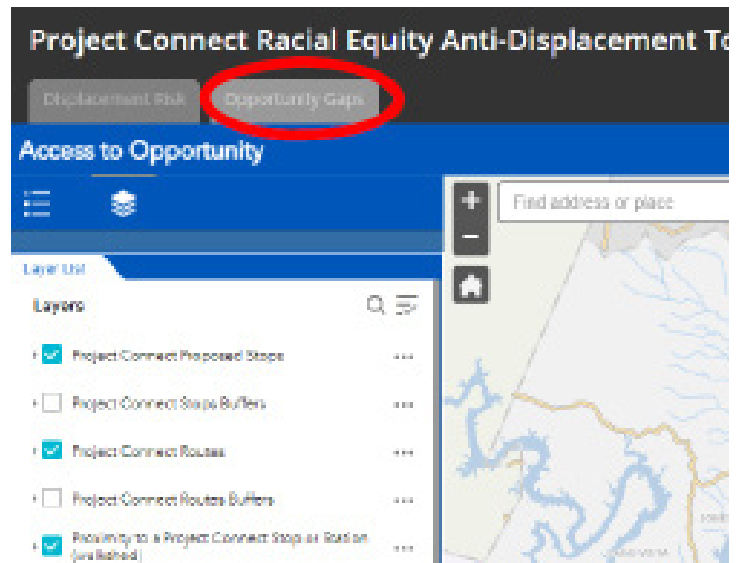 Project Connect Racial Equity Anti-Displacement To
Displacement Risk
Opportunity Gaps
Access to Opportunity
Find address or place
Layer List
Layers
Project Connect Proposed Stops
Project Connect Stops Buffers
Project Connect Routes
Project Connect Routes Buffers
Proximity to a Project Connect Stop or Station